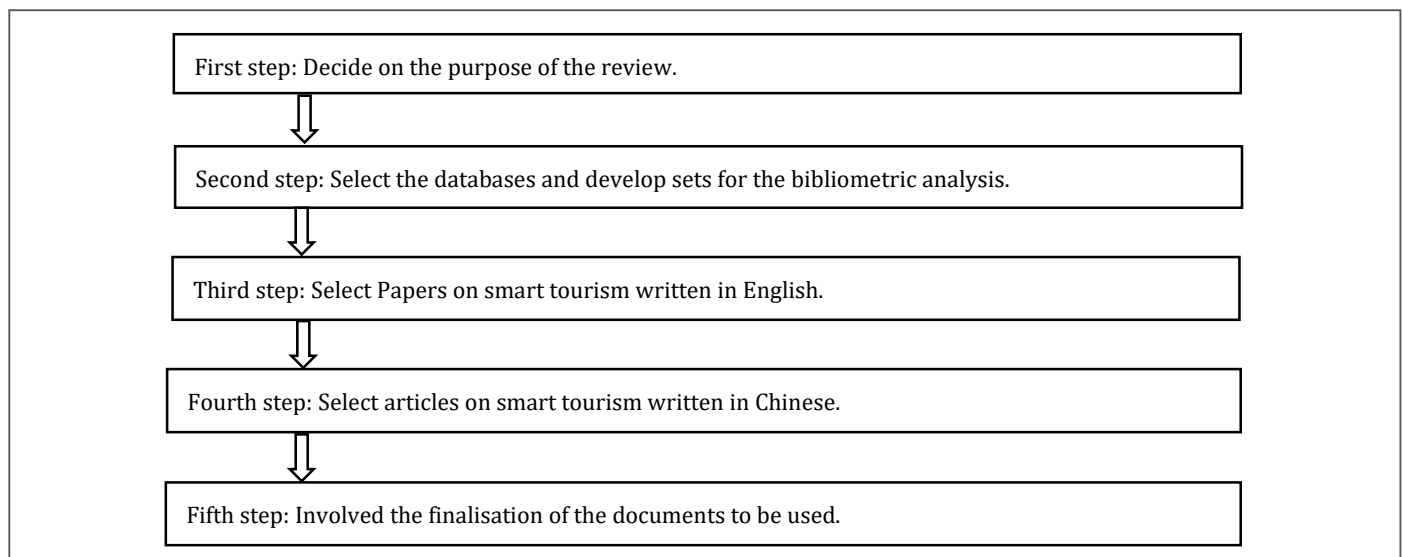 First step: Decide on the purpose of the review.
Second step: Select the databases and develop sets for the bibliometric analysis.
Third step: Select Papers on smart tourism written in English.
Fourth step: Select articles on smart tourism written in Chinese.
Fifth step: Involved the finalisation of the documents to be used.